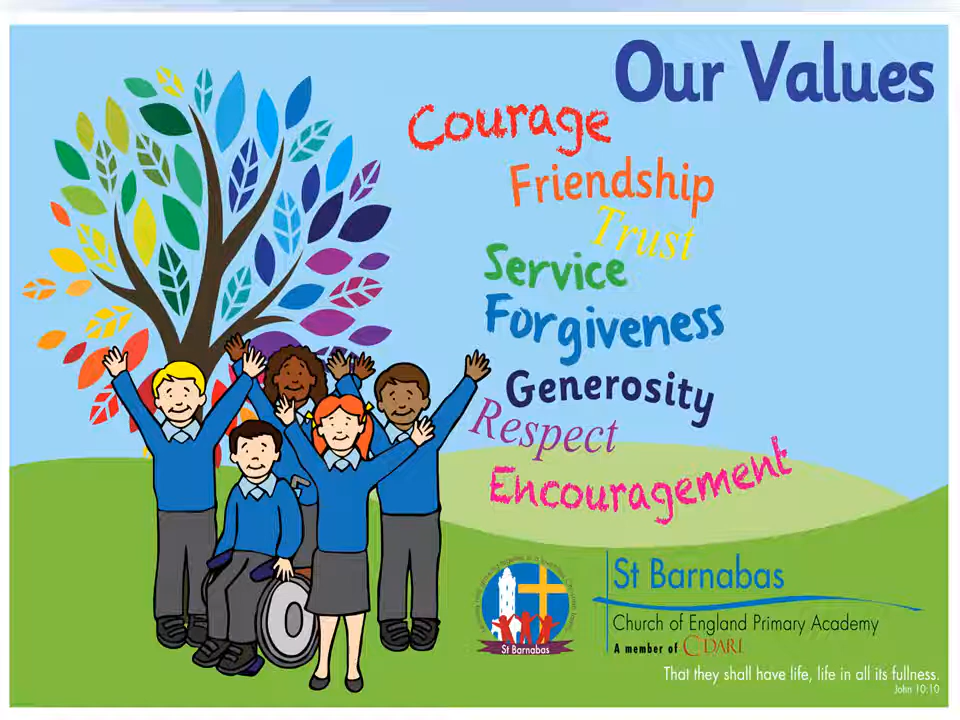 Our Values
Courage
Friendship
Trust
Service
Forgiveness
Generosity
Respect
Encouragement
St Barnabas
Church of England Primary Academy
A member of CIDARI
St Barnabas
That they shall have life, life in all its fullness.
John 10:10